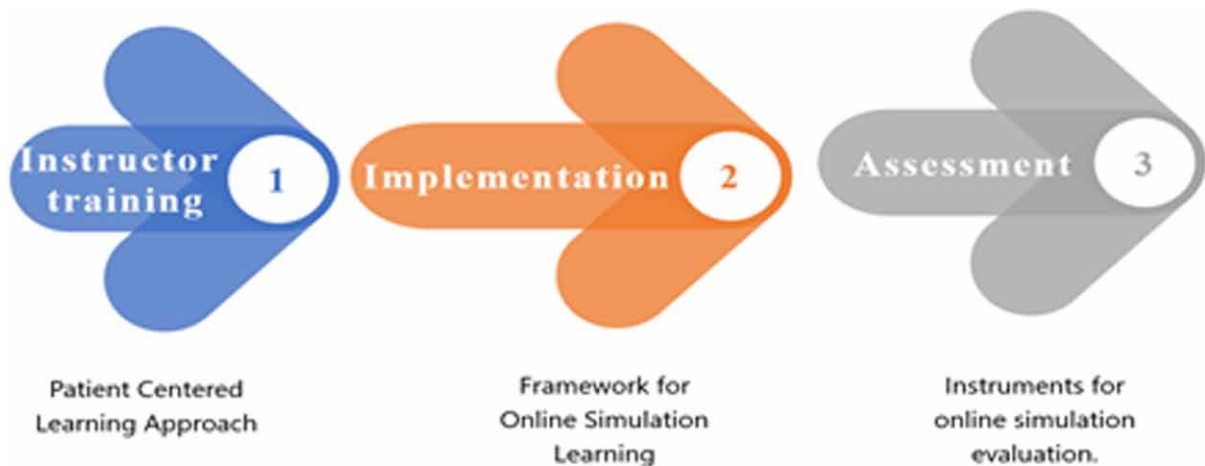 Instructor
training
1
Patient Centered
Learning Approach
Implementation
2
Framework for
Online Simulation
Learning
Assessment
3
Instruments for
online simulation
evaluation.